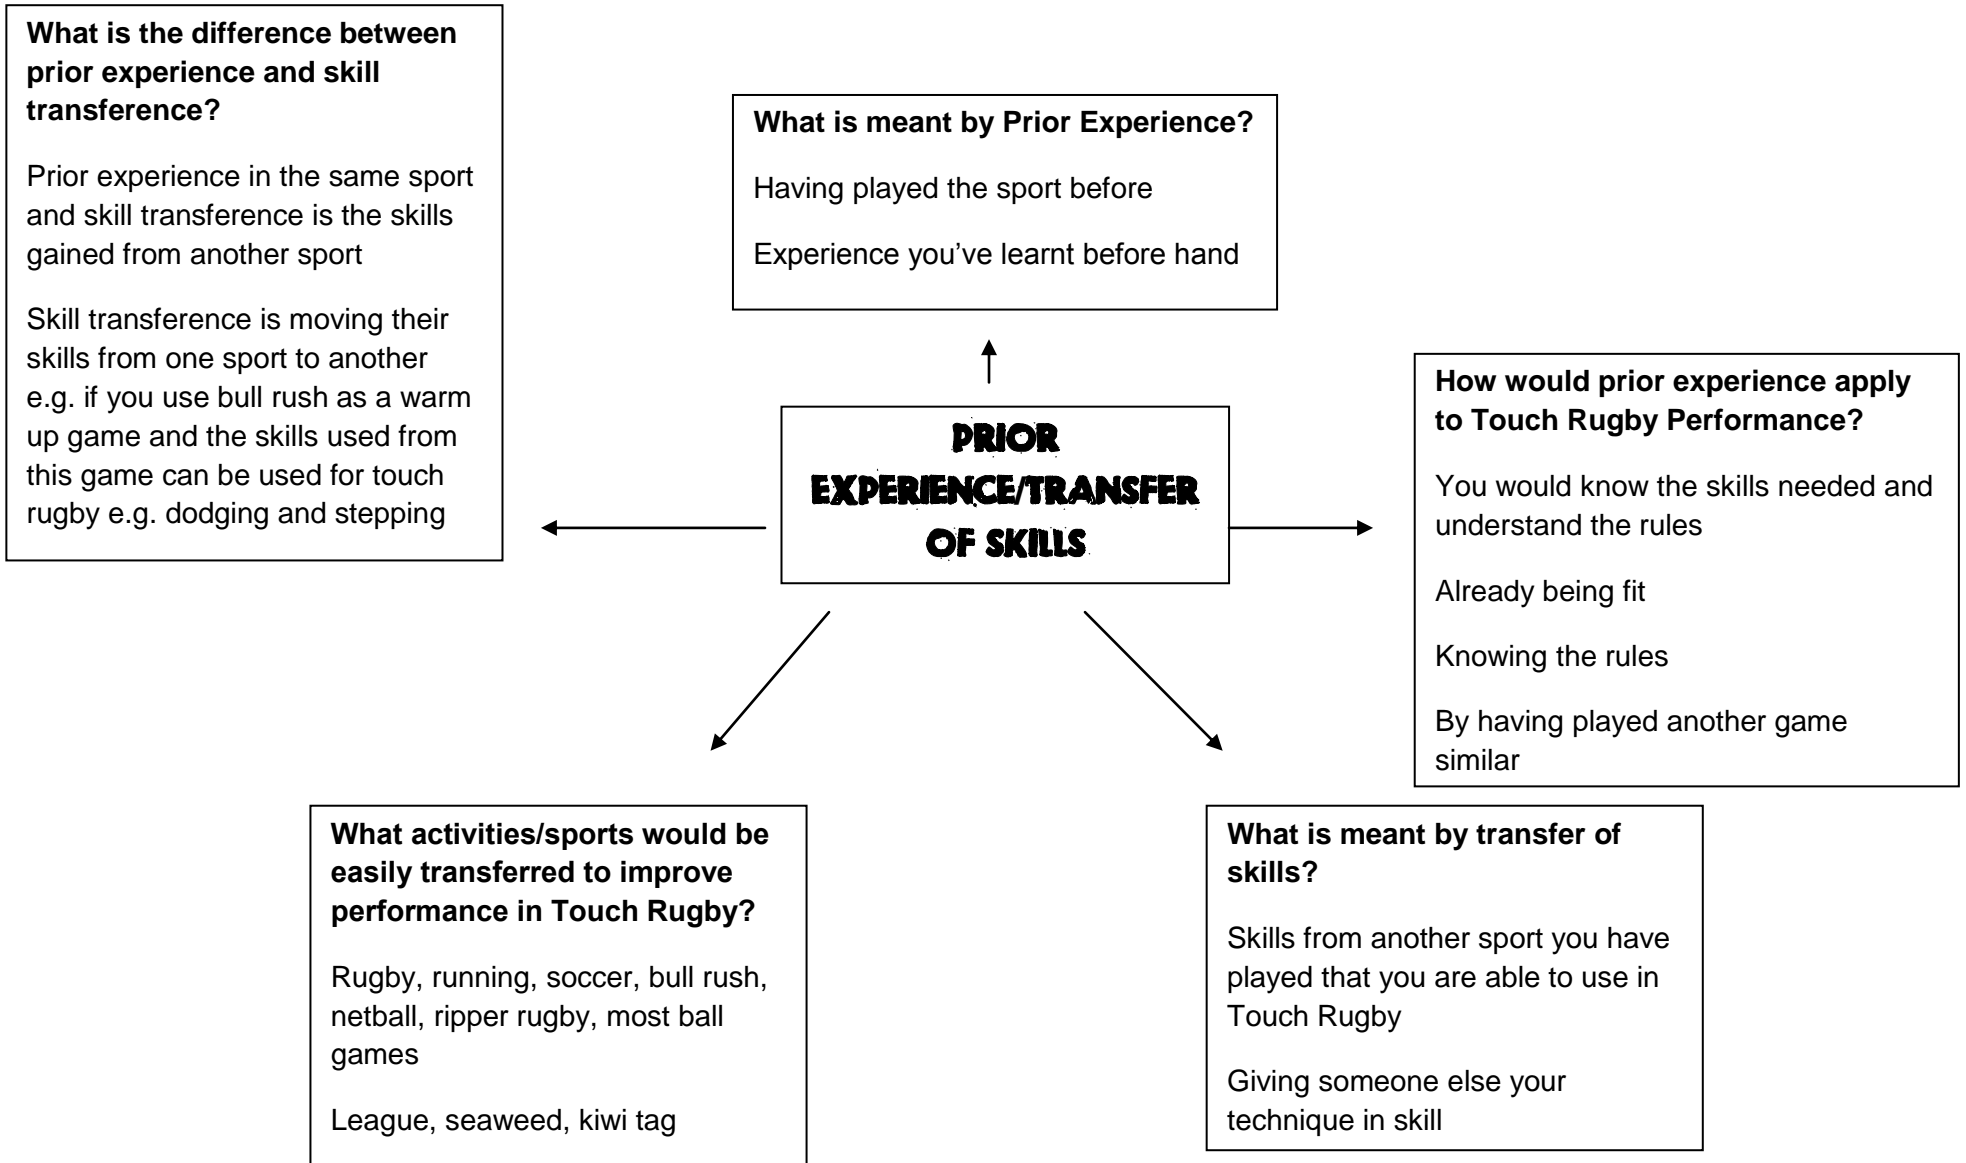 What is the difference between
prior experience and skill
transference?
Prior experience in the same sport
and skill transference is the skills
gained from another sport
Skill transference is moving their
skills from one sport to another
e.g. if you use bull rush as a warm
up game and the skills used from
this game can be used for touch
rugby e.g. dodging and stepping
What is meant by Prior Experience?
Having played the sport before
Experience you’ve learnt before hand
PRIOR
EXPERIENCE/TRANSFER
OF SKILLS
How would prior experience apply
to Touch Rugby Performance?
You would know the skills needed and
understand the rules
Already being fit
Knowing the rules
By having played another game
similar
What activities/sports would be
easily transferred to improve
performance in Touch Rugby?
Rugby, running, soccer, bull rush,
netball, ripper rugby, most ball
games
League, seaweed, kiwi tag
What is meant by transfer of
skills?
Skills from another sport you have
played that you are able to use in
Touch Rugby
Giving someone else your
technique in skill